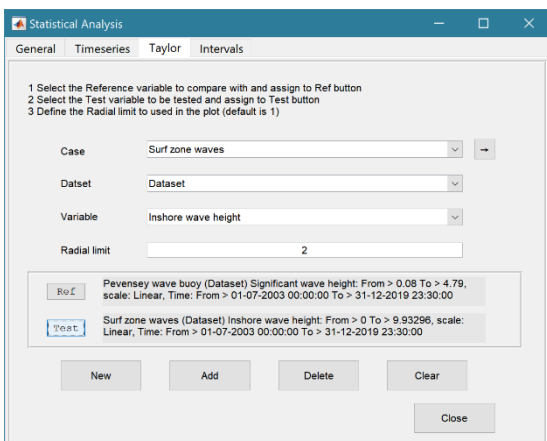 Statistical Analysis
General Timeseries Taylor Intervals
1 Select the Reference variable to compare with and assign to Ref button
2 Select the Test variable to be tested and assign to Test button
3 Define the Radial limit to used in the plot (default is 1)
Case Surf zone waves →
Datset Dataset
Variable Inshore wave height
Radial limit 2
Ref Pevensey wave buoy (Dataset) Significant wave height: From > 0.08 To > 4.79,
scale: Linear, Time: From > 01-07-2003 00:00:00 To > 31-12-2019 23:30:00
Test Surf zone waves (Dataset) Inshore wave height: From > 0 To > 9.93296, scale:
Linear, Time: From > 01-07-2003 00:00:00 To > 31-12-2019 23:30:00
New Add Delete Clear
Close